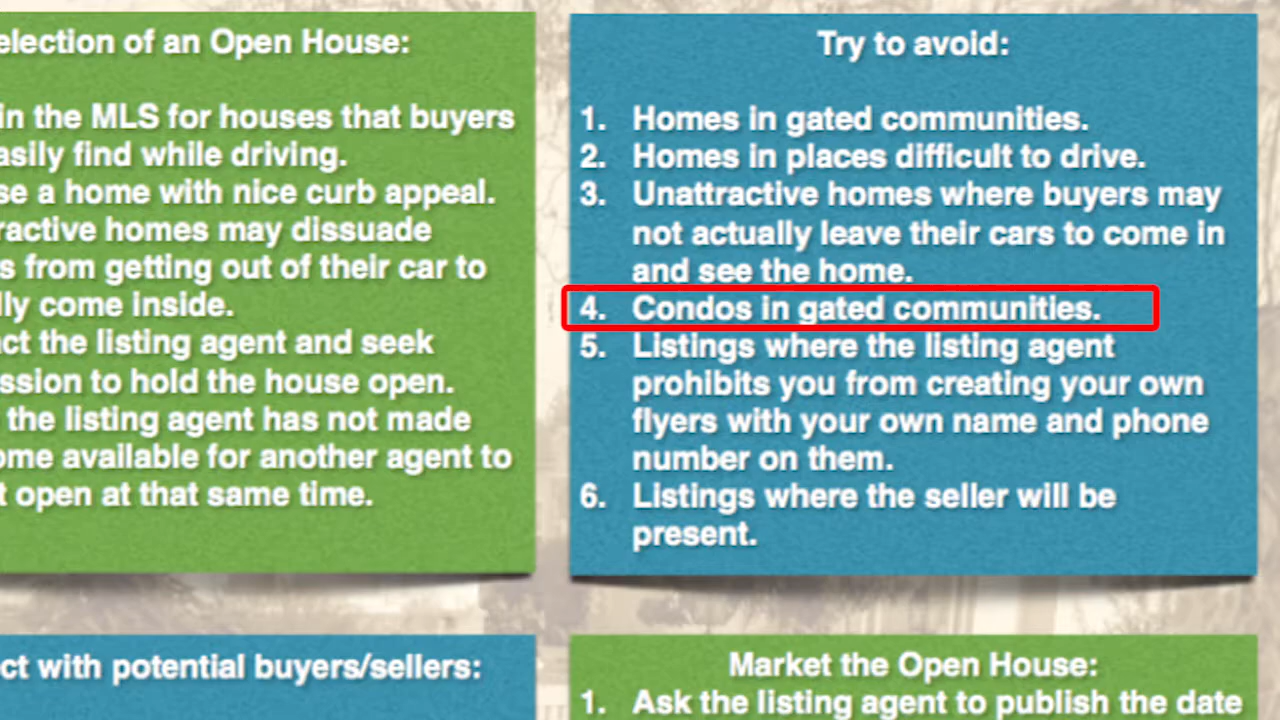 election of an Open House:
in the MLS for houses that buyers
asily find while driving.
se a home with nice curb appeal.
ractive homes may dissuade
s from getting out of their car to
lly come inside.
act the listing agent and seek
ssion to hold the house open.
the listing agent has not made
ome available for another agent to
t open at that same time.
Try to avoid:
1. Homes in gated communities.
2. Homes in places difficult to drive.
3. Unattractive homes where buyers may
not actually leave their cars to come in
and see the home.
4. Condos in gated communities.
5. Listings where the listing agent
prohibits you from creating your own
flyers with your own name and phone
number on them.
6. Listings where the seller will be
present.
ct with potential buyers/sellers:
Market the Open House:
1. Ask the listing agent to publish the date